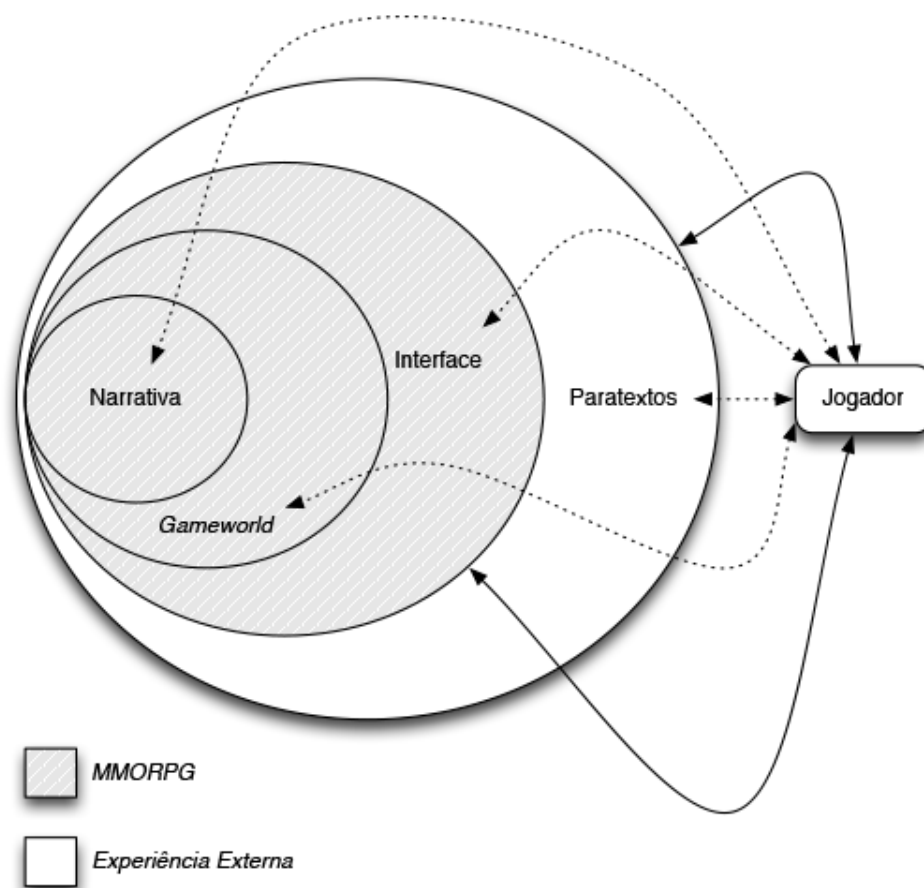 Interface
Narrativa
Paratextos
Jogador
Gameworld
MMORPG
Experiência Externa